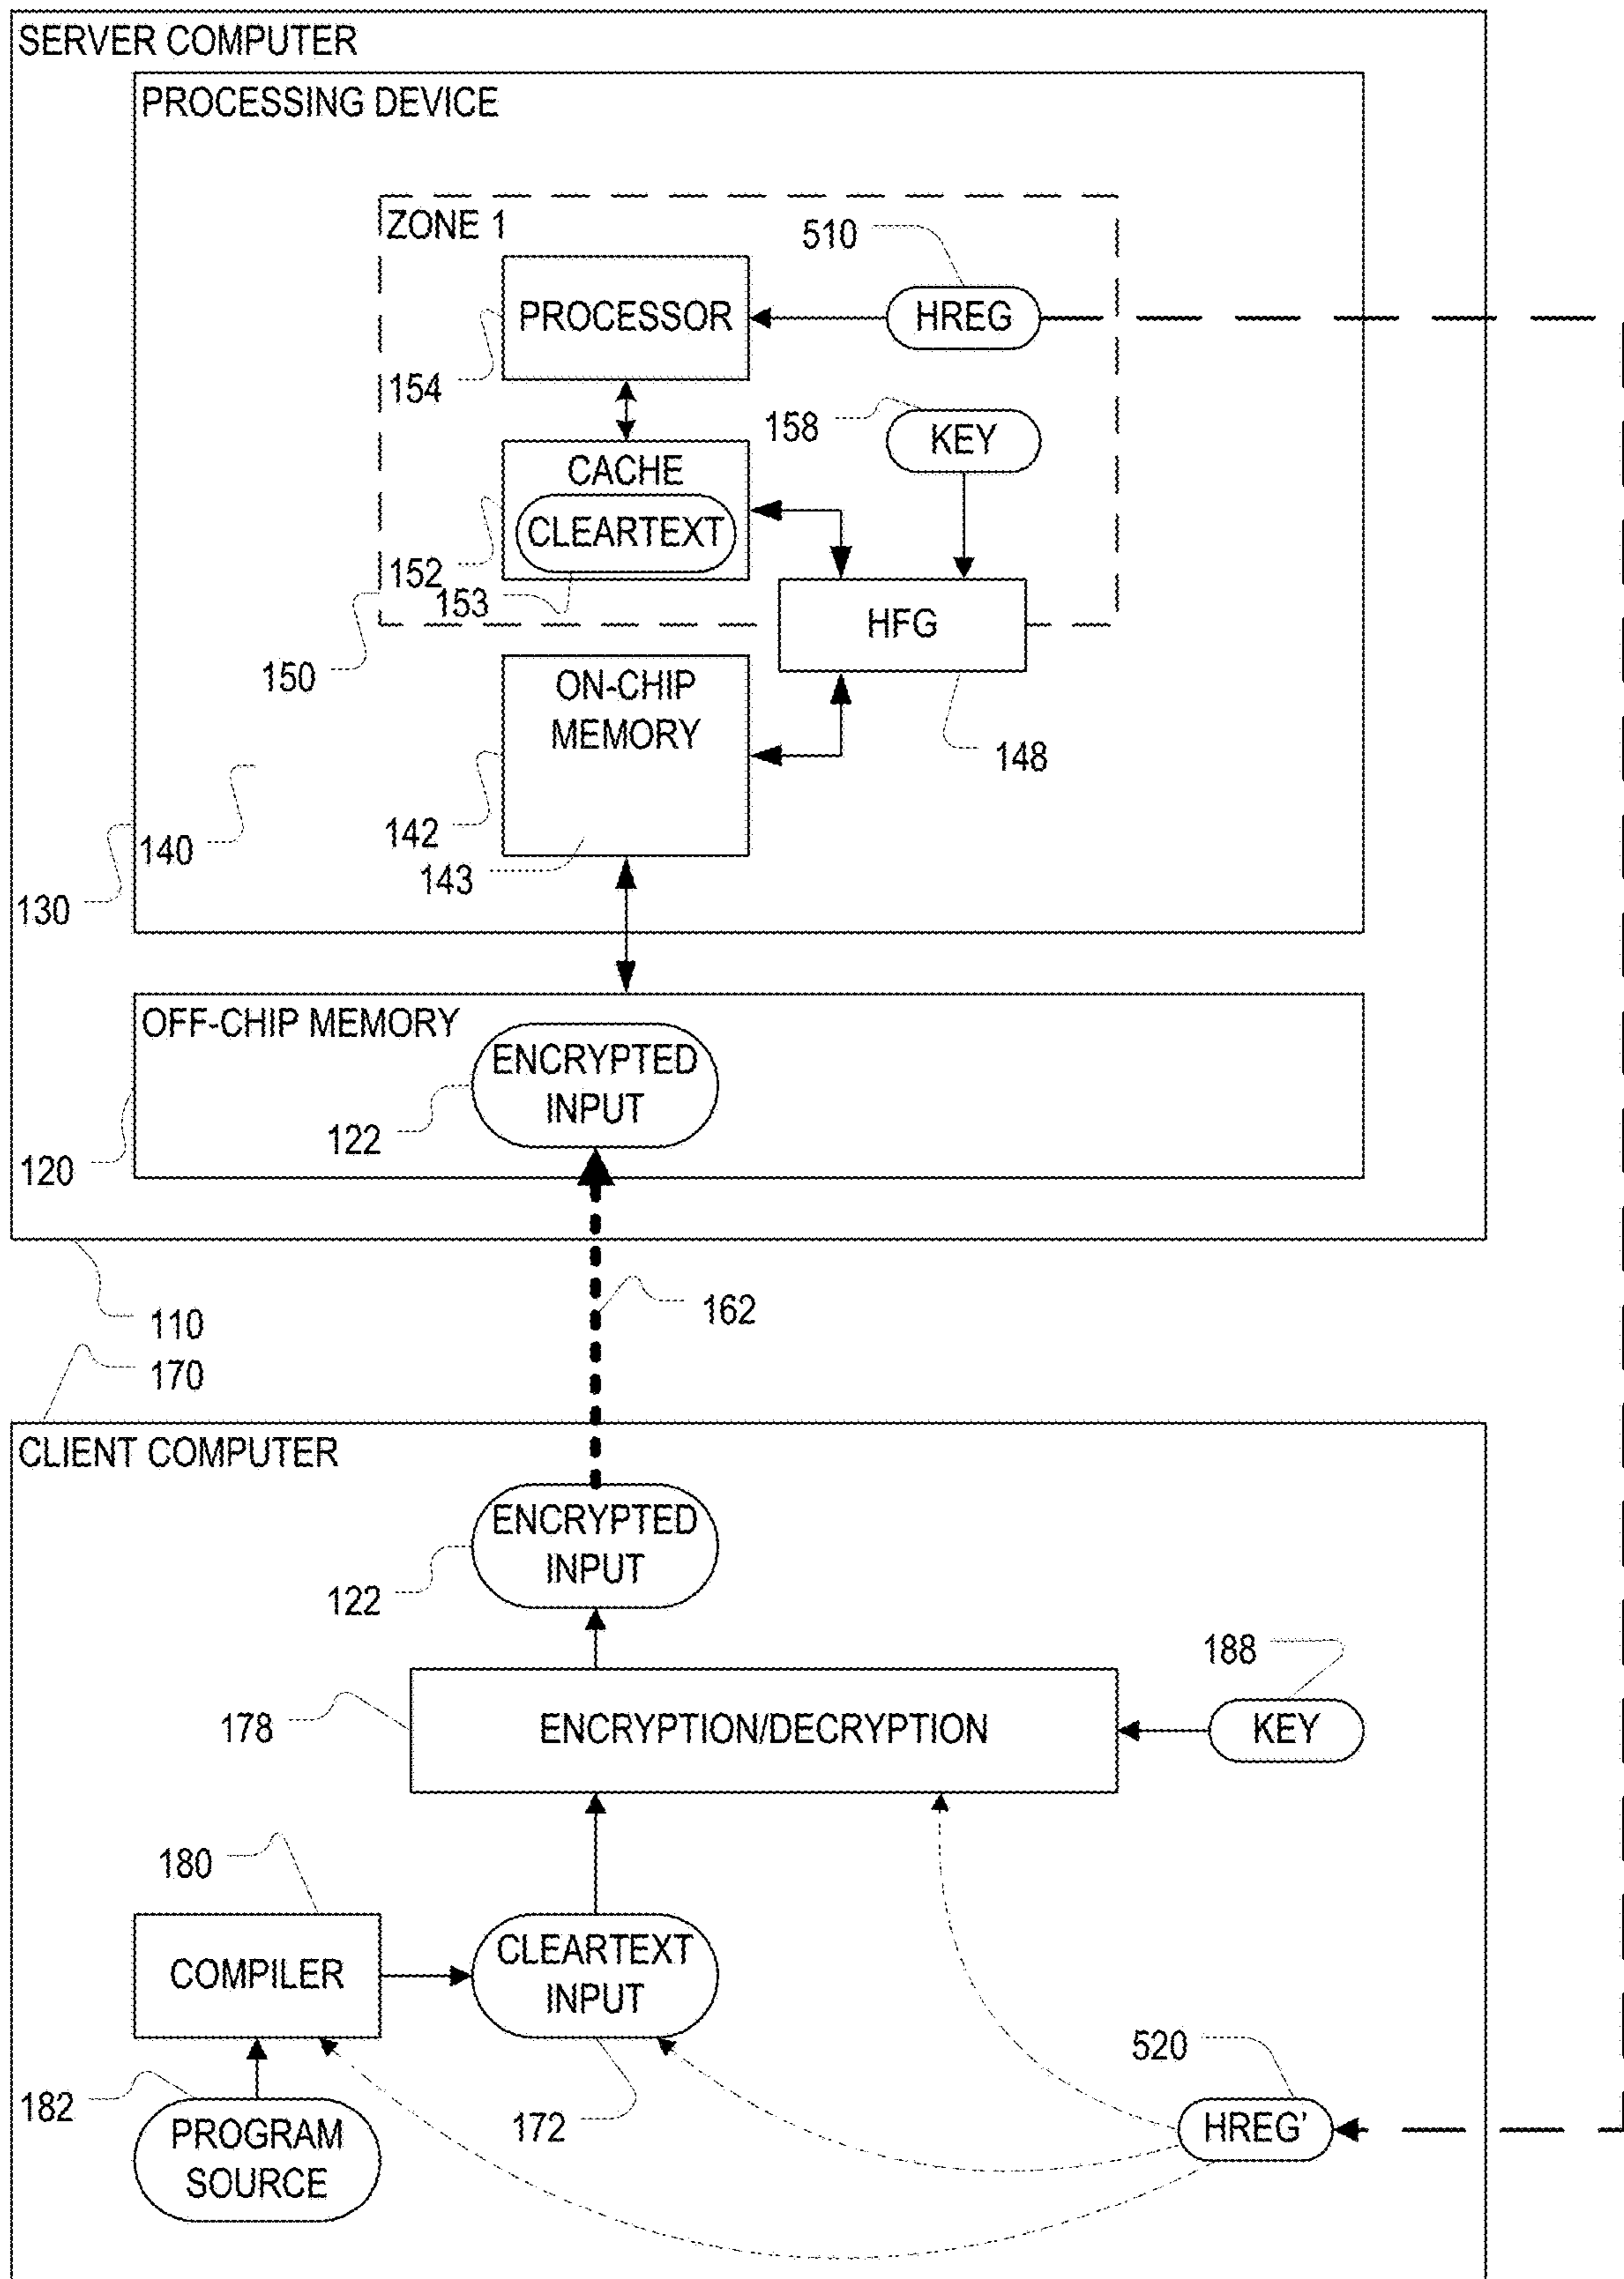 SERVER COMPUTER
PROCESSING DEVICE
ZONE 1
510
PROCESSOR
HREG
154
158
KEY
CACHE
CLEARTEXT
152
153
HFG
150
ON-CHIP
MEMORY
148
142
140
143
130
OFF-CHIP MEMORY
ENCRYPTED
INPUT
122
120
162
110
170
CLIENT COMPUTER
ENCRYPTED
INPUT
122
188
178
ENCRYPTION/DECRYPTION
KEY
180
COMPILER
CLEARTEXT
INPUT
520
182
172
HREG'
PROGRAM
SOURCE